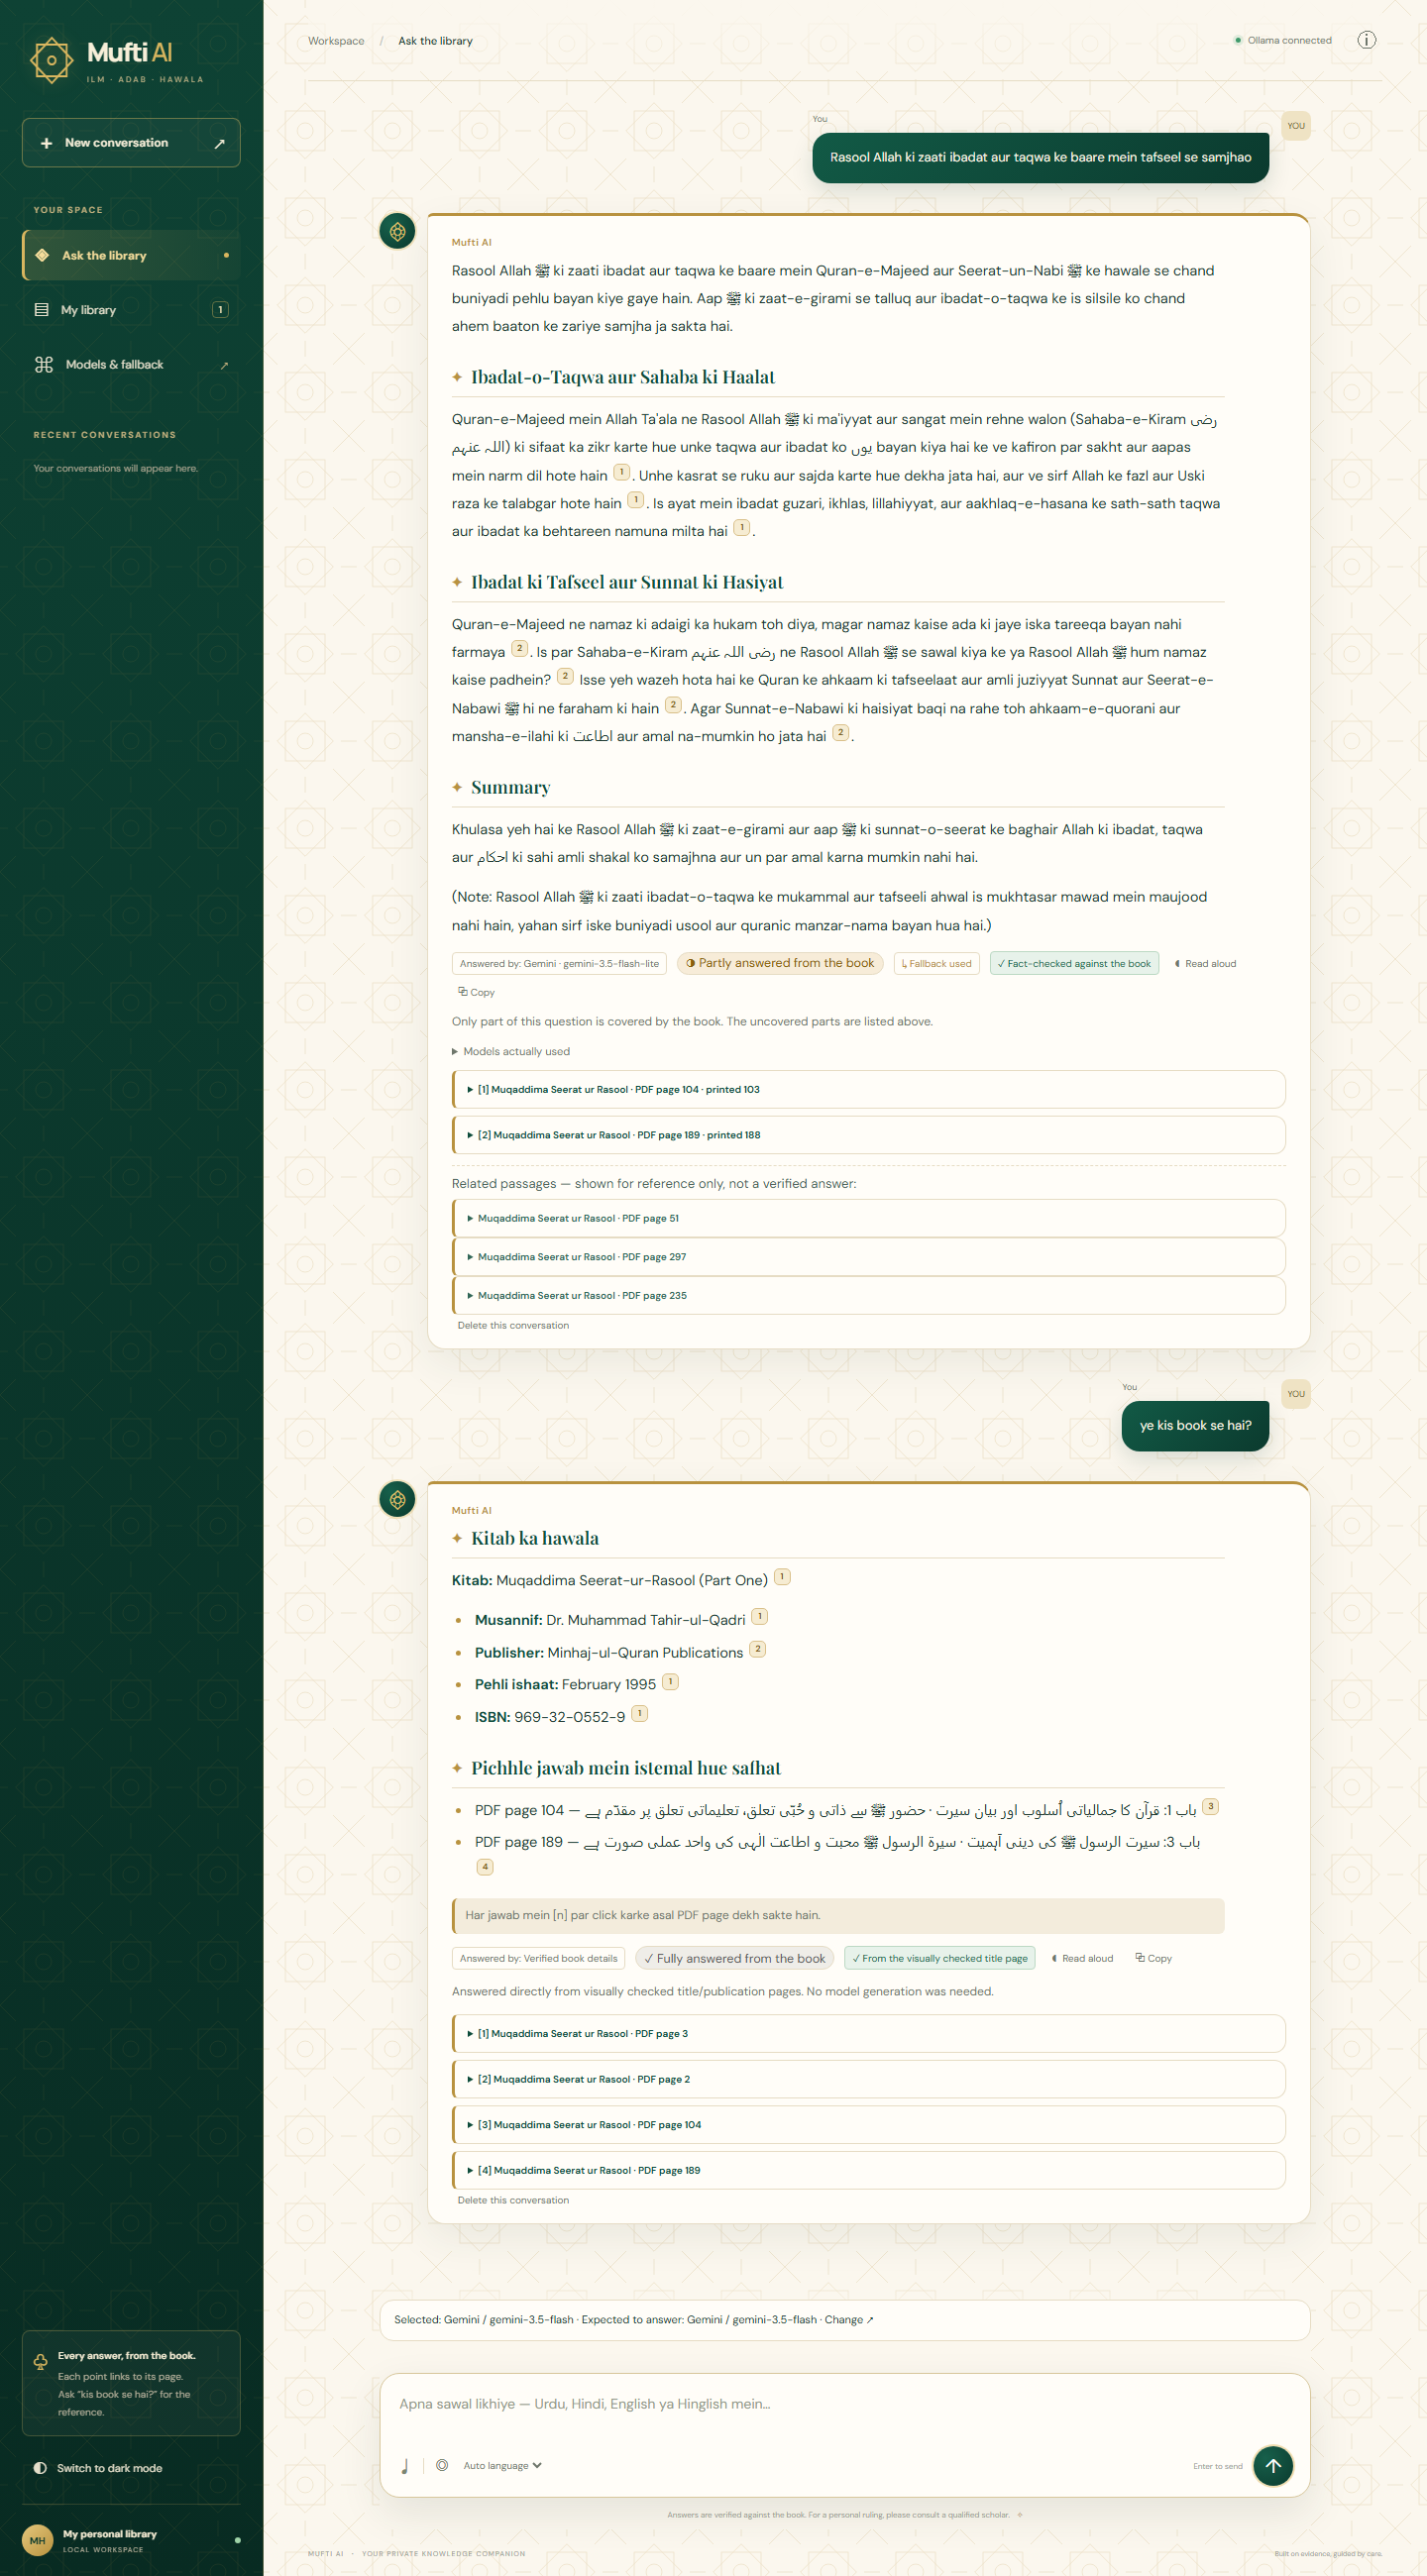 Mufti AI
ILM · ADAB · HAWALA
+ New conversation ↗
YOUR SPACE
Ask the library
My library 1
Models & fallback ↗
RECENT CONVERSATIONS
Your conversations will appear here.
Every answer, from the book.
Each point links to its page.
Ask "kis book se hai?" for the
reference.
Switch to dark mode
MH
My personal library
LOCAL WORKSPACE
Workspace / Ask the library
Ollama connected
You
YOU
Rasool Allah ki zaati ibadat aur taqwa ke baare mein tafseel se samjhao
Mufti AI
Rasool Allah ﷺ ki zaati ibadat aur taqwa ke baare mein Quran-e-Majeed aur Seerat-un-Nabi ﷺ ke hawale se chand
buniyadi pehlu bayan kiye gaye hain. Aap ﷺ ki zaat-e-girami se talluq aur ibadat-o-taqwa ke is silsile ko chand
ahem baaton ke zariye samjha ja sakta hai.
Ibadat-o-Taqwa aur Sahaba ki Haalat
Quran-e-Majeed mein Allah Ta'ala ne Rasool Allah ﷺ ki ma'iyyat aur sangat mein rehne walon (Sahaba-e-Kiram رضی
اللہ عنہم) ki sifaat ka zikr karte hue unke taqwa aur ibadat ko یوں bayan kiya hai ke ve kafiron par sakht aur aapas
mein narm dil hote hain 1 . Unhe kasrat se ruku aur sajda karte hue dekha jata hai, aur ve sirf Allah ke fazl aur Uski
raza ke talabgar hote hain 1 . Is ayat mein ibadat guzari, ikhlas, lillahiyyat, aur aakhlaq-e-hasana ke sath-sath taqwa
aur ibadat ka behtareen namuna milta hai 1 .
Ibadat ki Tafseel aur Sunnat ki Hasiyat
Quran-e-Majeed ne namaz ki adaigi ka hukam toh diya, magar namaz kaise ada ki jaye iska tareeqa bayan nahi
farmaya 2 . Is par Sahaba-e-Kiram رضی اللہ عنہم ne Rasool Allah ﷺ se sawal kiya ke ya Rasool Allah ﷺ hum namaz
kaise padhein? 2 Isse yeh wazeh hota hai ke Quran ke ahkaam ki tafseelaat aur amli juziyyat Sunnat aur Seerat-e-
Nabawi ﷺ hi ne faraham ki hain 2 . Agar Sunnat-e-Nabawi ki haisiyat baqi na rahe toh ahkaam-e-quorani aur
mansha-e-ilahi ki اطاعت aur amal na-mumkin ho jata hai 2 .
Summary
Khulasa yeh hai ke Rasool Allah ﷺ ki zaat-e-girami aur aap ﷺ ki sunnat-o-seerat ke baghair Allah ki ibadat, taqwa
aur احکام ki sahi amli shakal ko samajhna aur un par amal karna mumkin nahi hai.
(Note: Rasool Allah ﷺ ki zaati ibadat-o-taqwa ke mukammal aur tafseeli ahwal is mukhtasar mawad mein maujood
nahi hain, yahan sirf iske buniyadi usool aur quranic manzar-nama bayan hua hai.)
Answered by: Gemini · gemini-3.5-flash-lite ◑ Partly answered from the book ↳ Fallback used ✓ Fact-checked against the book Read aloud
Copy
Only part of this question is covered by the book. The uncovered parts are listed above.
▶ Models actually used
▶ [1] Muqaddima Seerat ur Rasool · PDF page 104 · printed 103
▶ [2] Muqaddima Seerat ur Rasool · PDF page 189 · printed 188
Related passages — shown for reference only, not a verified answer:
▶ Muqaddima Seerat ur Rasool · PDF page 51
▶ Muqaddima Seerat ur Rasool · PDF page 297
▶ Muqaddima Seerat ur Rasool · PDF page 235
Delete this conversation
You
YOU
ye kis book se hai?
Mufti AI
Kitab ka hawala
Kitab: Muqaddima Seerat-ur-Rasool (Part One) 1
Musannif: Dr. Muhammad Tahir-ul-Qadri 1
Publisher: Minhaj-ul-Quran Publications 2
Pehli ishaat: February 1995 1
ISBN: 969-32-0552-9 1
Pichhle jawab mein istemal hue safhat
PDF page 104 — باب 1: قرآن کا جمالیاتی اُسلوب اور بیان سیرت · حضور ﷺ سے ذاتی و حُبّی تعلق، تعلیماتی تعلق پر مقدّم ہے 3
PDF page 189 — باب 3: سیرت الرسول ﷺ کی دینی اہمیت · سیرۃ الرسول ﷺ محبت و اطاعت الٰہی کی واحد عملی صورت ہے
4
Har jawab mein [n] par click karke asal PDF page dekh sakte hain.
Answered by: Verified book details ✓ Fully answered from the book ✓ From the visually checked title page Read aloud Copy
Answered directly from visually checked title/publication pages. No model generation was needed.
▶ [1] Muqaddima Seerat ur Rasool · PDF page 3
▶ [2] Muqaddima Seerat ur Rasool · PDF page 2
▶ [3] Muqaddima Seerat ur Rasool · PDF page 104
▶ [4] Muqaddima Seerat ur Rasool · PDF page 189
Delete this conversation
Selected: Gemini / gemini-3.5-flash · Expected to answer: Gemini / gemini-3.5-flash · Change ↗
Apna sawal likhiye — Urdu, Hindi, English ya Hinglish mein...
Auto language
Enter to send
Answers are verified against the book. For a personal ruling, please consult a qualified scholar.
MUFTI AI · YOUR PRIVATE KNOWLEDGE COMPANION
Built on evidence, guided by care.